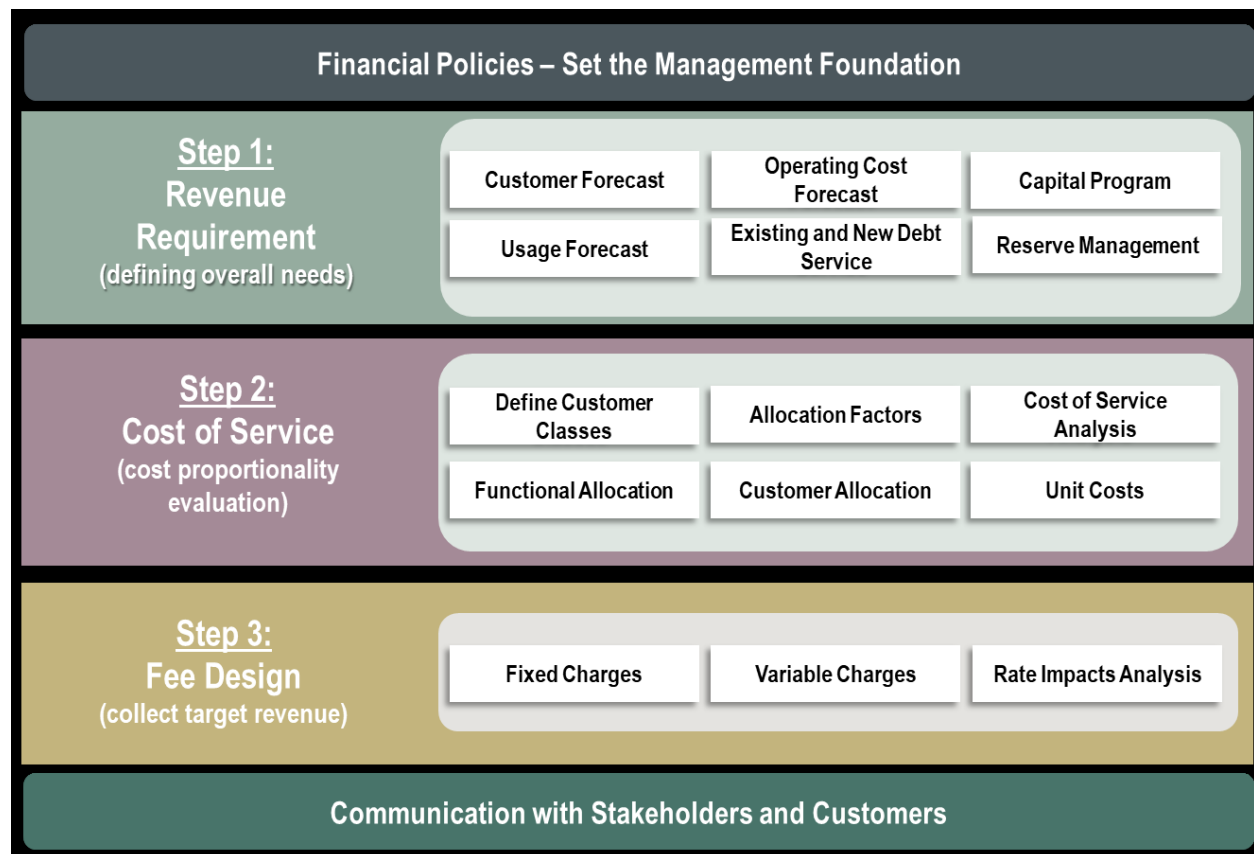 Financial Policies – Set the Management Foundation
Step 1:
Revenue
Requirement
(defining overall needs)
Customer Forecast
Operating Cost
Forecast
Capital Program
Usage Forecast
Existing and New Debt
Service
Reserve Management
Step 2:
Cost of Service
(cost proportionality
evaluation)
Define Customer
Classes
Allocation Factors
Cost of Service
Analysis
Functional Allocation
Customer Allocation
Unit Costs
Step 3:
Fee Design
(collect target revenue)
Fixed Charges
Variable Charges
Rate Impacts Analysis
Communication with Stakeholders and Customers